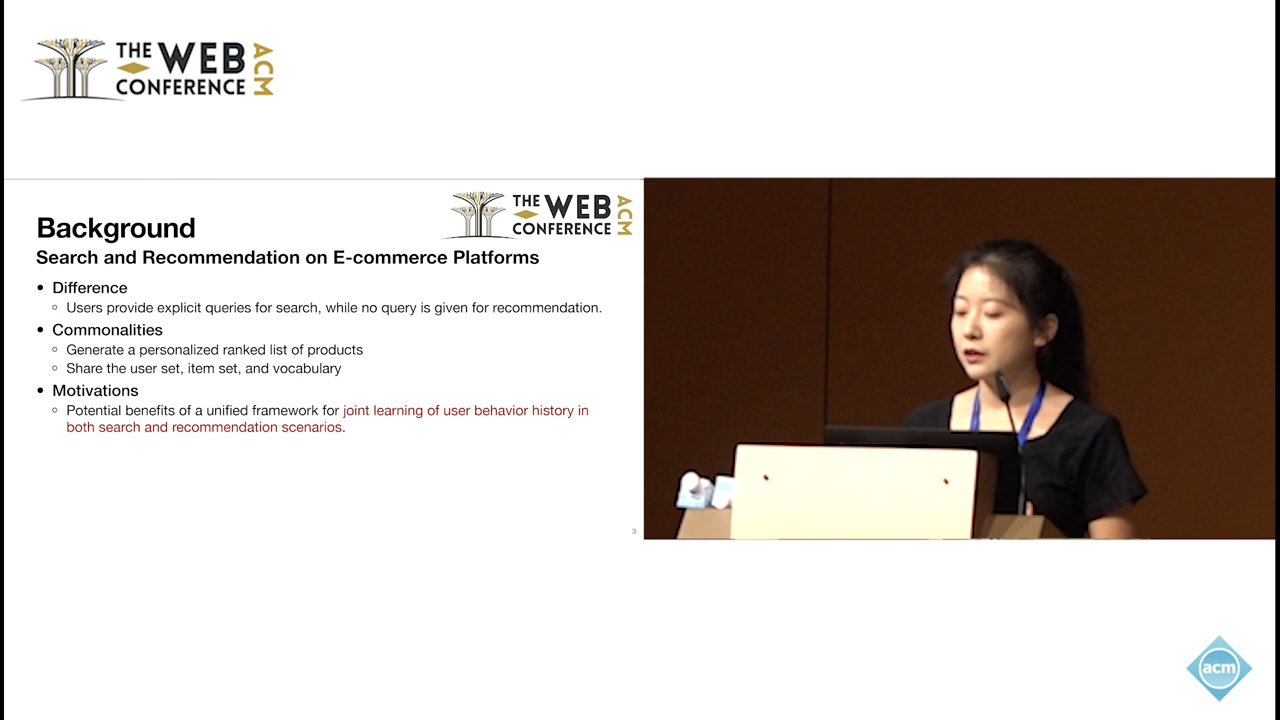 THE WEB
CONFERENCE
ACM
THE WEB
CONFERENCE
ACM
Background
Search and Recommendation on E-commerce Platforms
• Difference
◦ Users provide explicit queries for search, while no query is given for recommendation.
• Commonalities
◦ Generate a personalized ranked list of products
◦ Share the user set, item set, and vocabulary
• Motivations
◦ Potential benefits of a unified framework for joint learning of user behavior history in
both search and recommendation scenarios.
3
acm